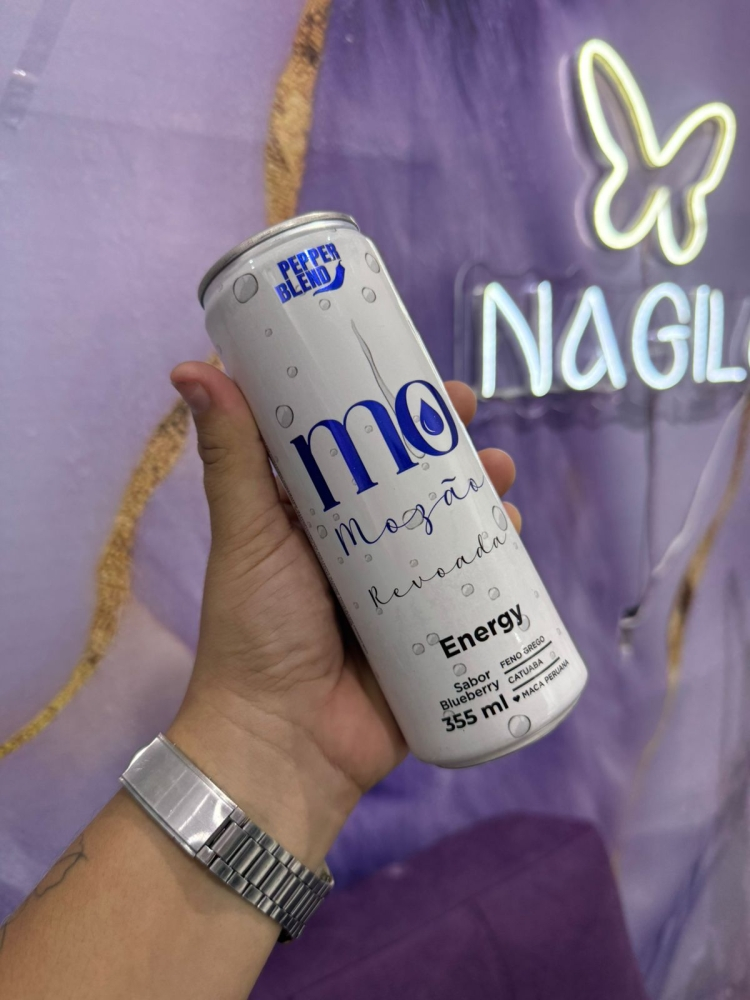 PEPPER
BLEND
mo
Mozão
Revoada
Energy
Sabor
Blueberry
355 ml
FENO GREGO
CATUABA
MACA PERUANA
NAGIL